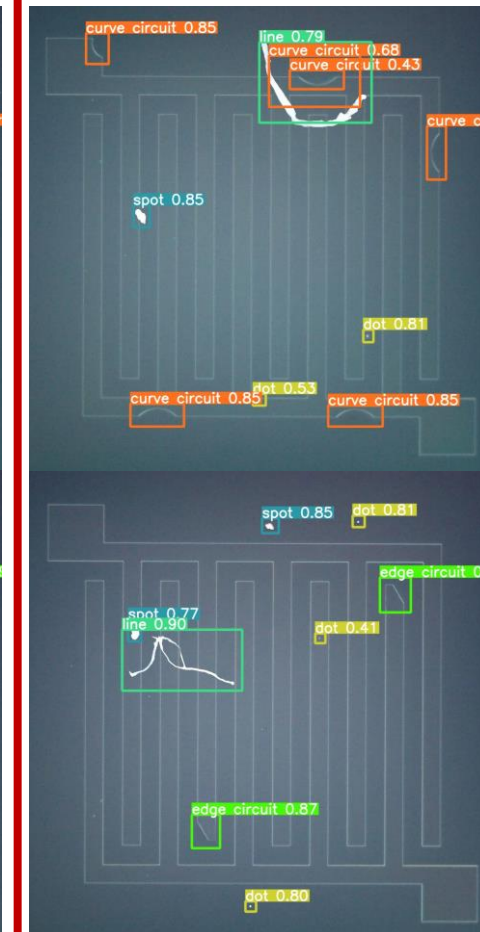 curve circuit 0.85
line 0.79
curve circuit 0.68
curve circuit 0.43
curve c
spot 0.85
dot 0.81
dot 0.53
curve circuit 0.85
curve circuit 0.85
spot 0.85
dot 0.81
edge circuit 0
spot 0.77
line 0.90
dot 0.41
edge circuit 0.87
dot 0.80